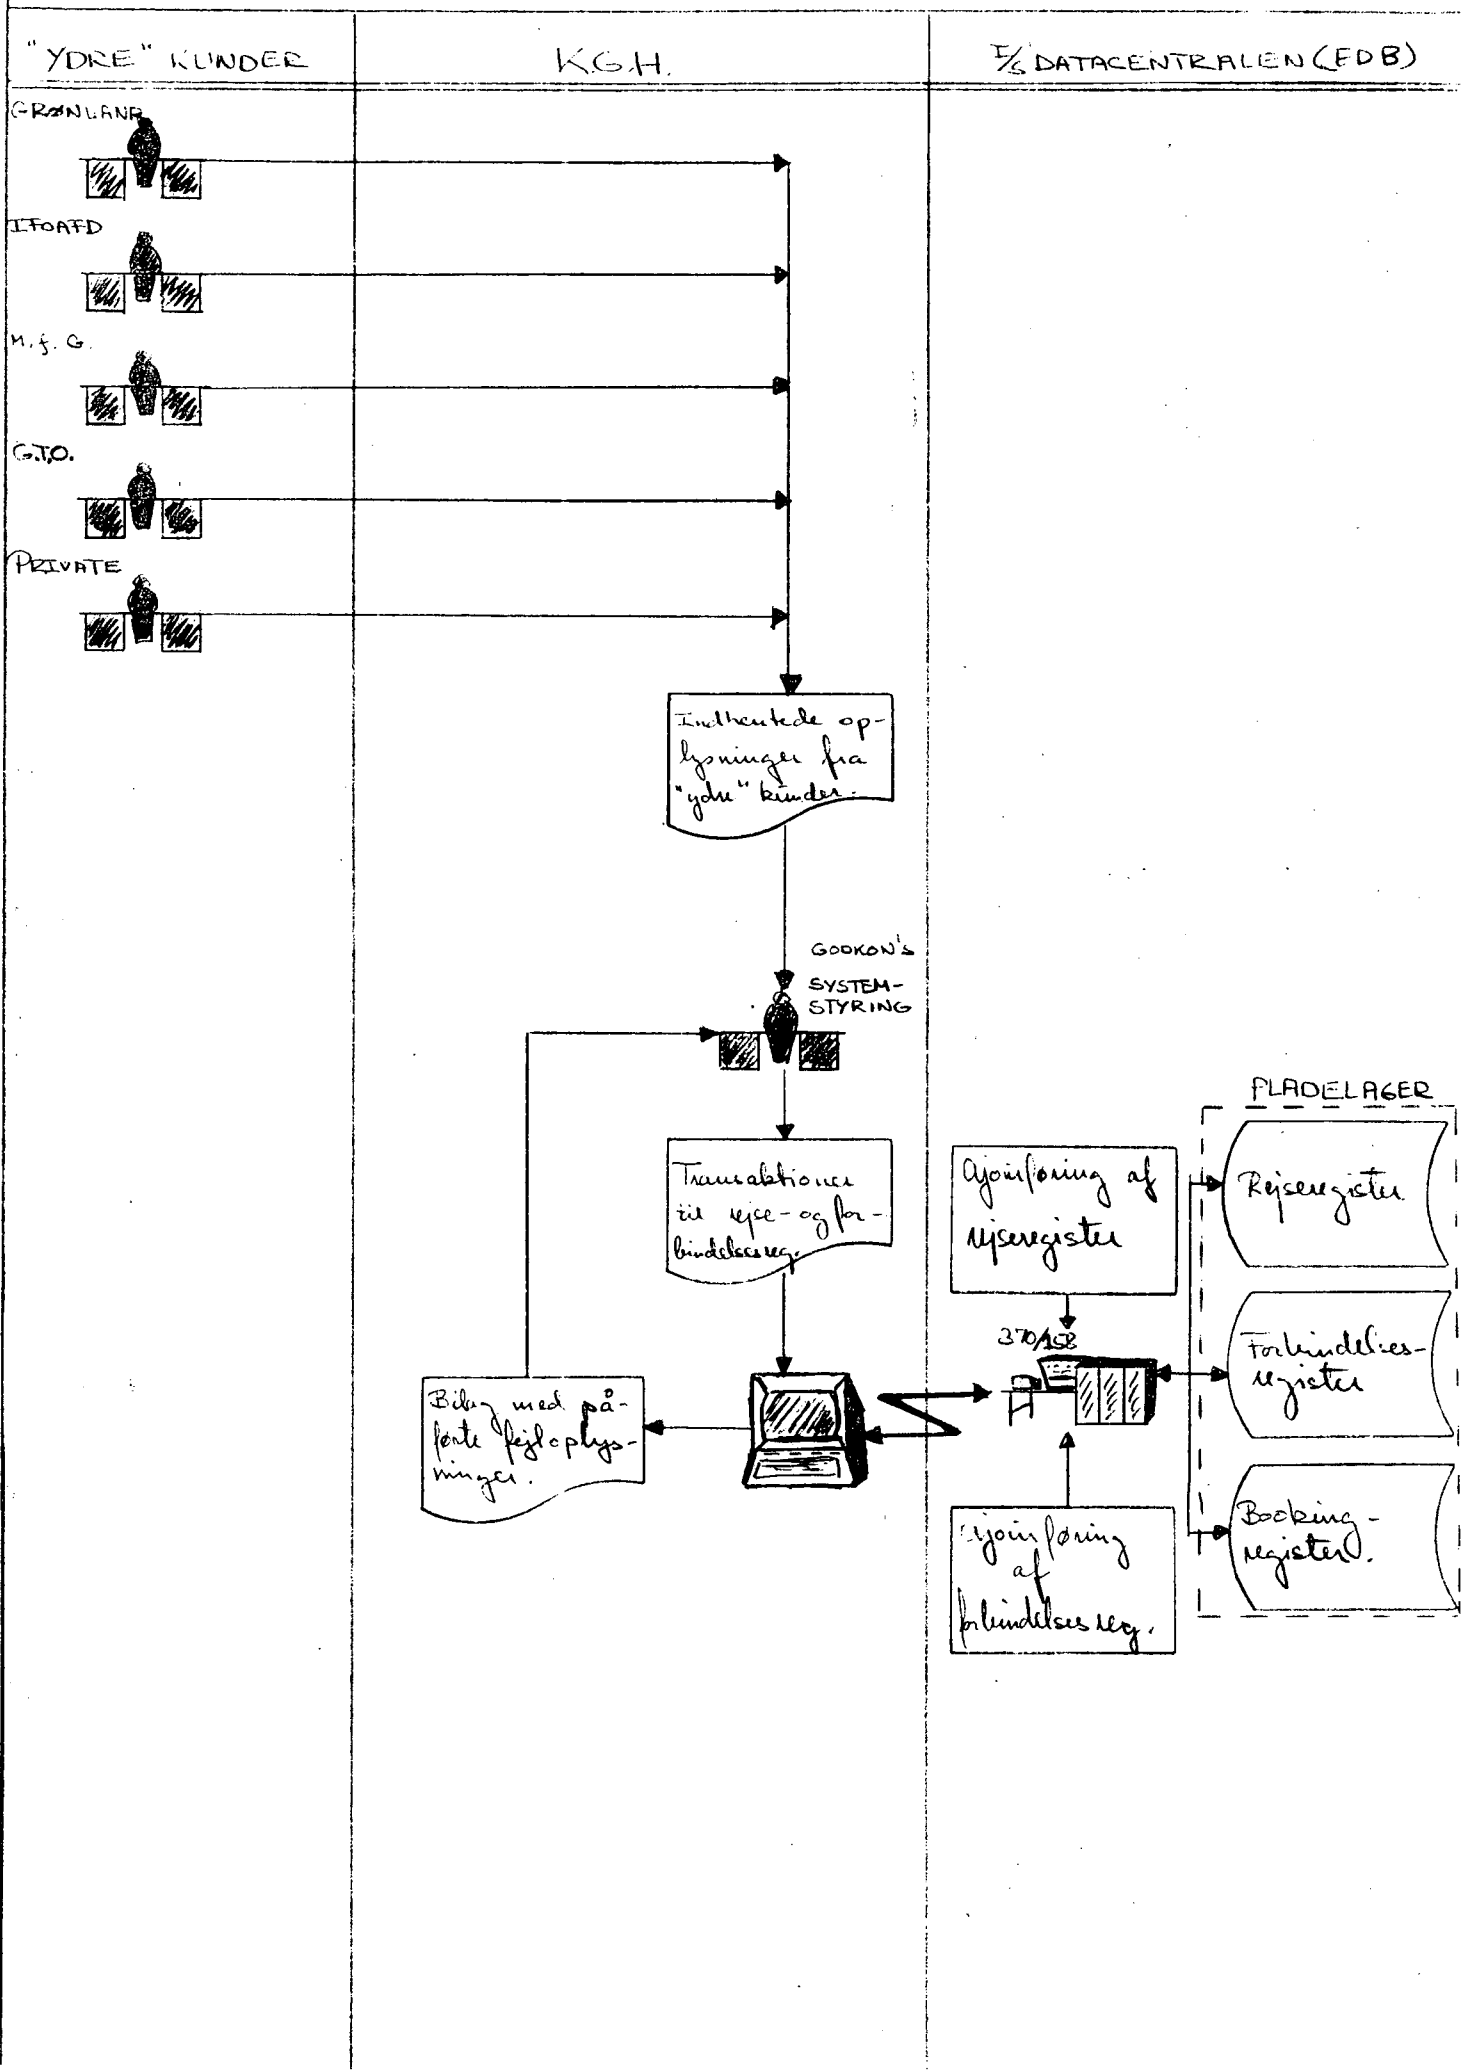 "YDRE" KUNDER
K.G.H.
I/S DATACENTRALEN (EDB)
GRØNLAND
IFOAFD
M.f.G.
G.T.O.
PRIVATE
Indhentede op-
lysninger fra
"ydre" kunder.
GODKON's
SYSTEM-
STYRING
Transaktioner
til rejse- og for-
bindelsesreg.
Bilag med på-
førte fejloplys-
ninger.
Ajourføring af
rejseregister
370/158
Ajourføring
af
forbindelsesreg.
PLADELAGER
Rejseregister
Forbindelses-
register
Booking-
register.